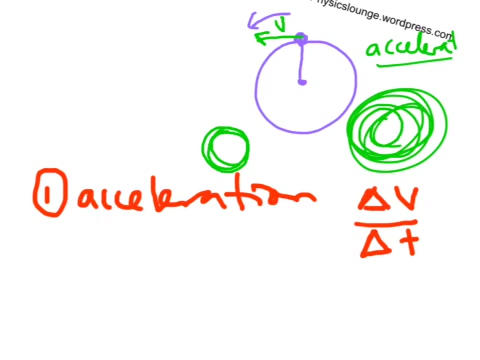 physicslounge.wordpress.com
V
accelerat
① acceleration ΔV
Δt